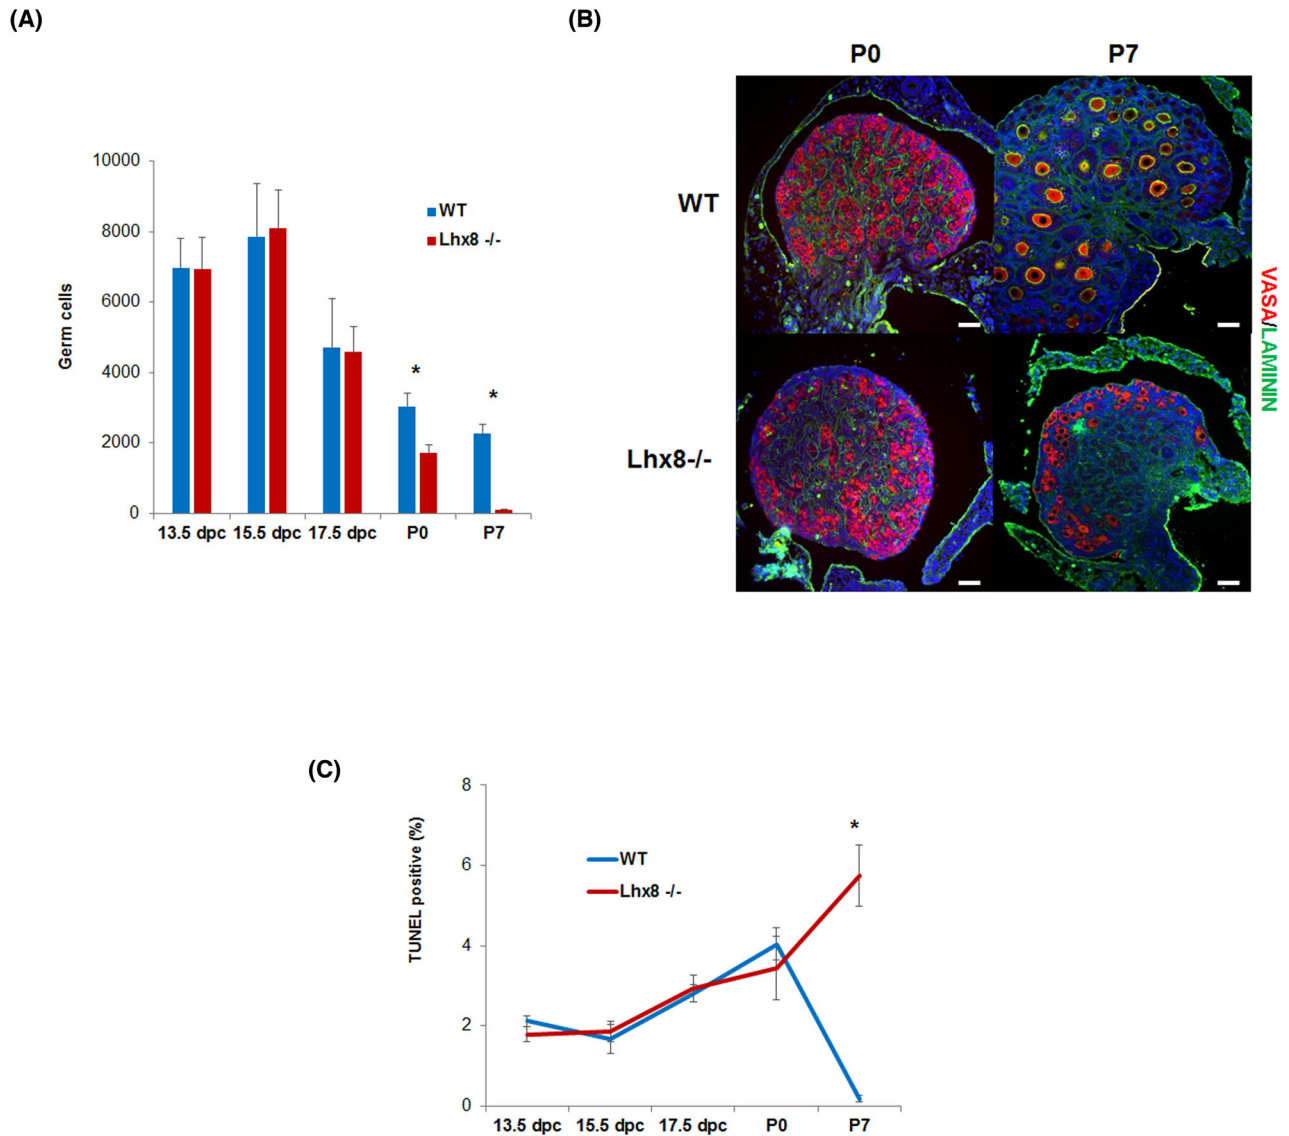 (A)
10000
8000
6000
4000
2000
0
Germ cells
WT
Lhx8 -/-
*
*
13.5 dpc 15.5 dpc 17.5 dpc P0 P7
(B)
P0 P7
WT
Lhx8-/-
VASA/LAMININ
(C)
8
6
4
2
0
TUNEL positive (%)
WT
Lhx8 -/-
*
13.5 dpc 15.5 dpc 17.5 dpc P0 P7